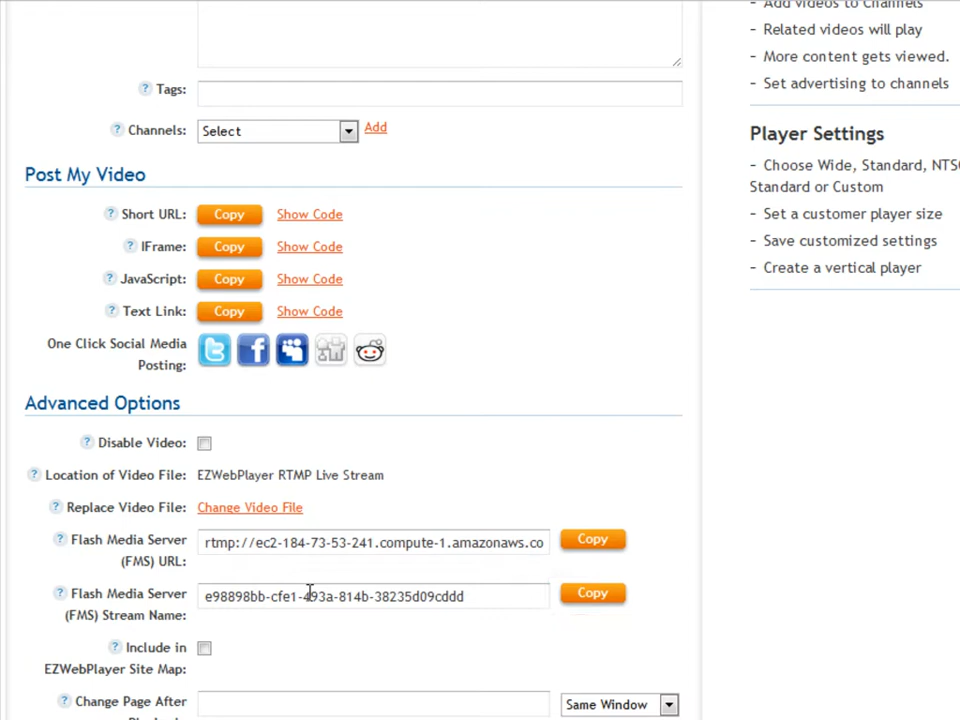 - Add videos to Channels
- Related videos will play
- More content gets viewed.
- Set advertising to channels
Tags:
Channels: Select Add
Player Settings
- Choose Wide, Standard, NTSC
Standard or Custom
- Set a customer player size
- Save customized settings
- Create a vertical player
Post My Video
Short URL: Copy Show Code
IFrame: Copy Show Code
JavaScript: Copy Show Code
Text Link: Copy Show Code
One Click Social Media
Posting:
Advanced Options
Disable Video:
Location of Video File: EZWebPlayer RTMP Live Stream
Replace Video File: Change Video File
Flash Media Server
(FMS) URL:
rtmp://ec2-184-73-53-241.compute-1.amazonaws.co Copy
Flash Media Server
(FMS) Stream Name:
e98898bb-cfe1-493a-814b-38235d09cddd Copy
Include in
EZWebPlayer Site Map:
Change Page After
Same Window